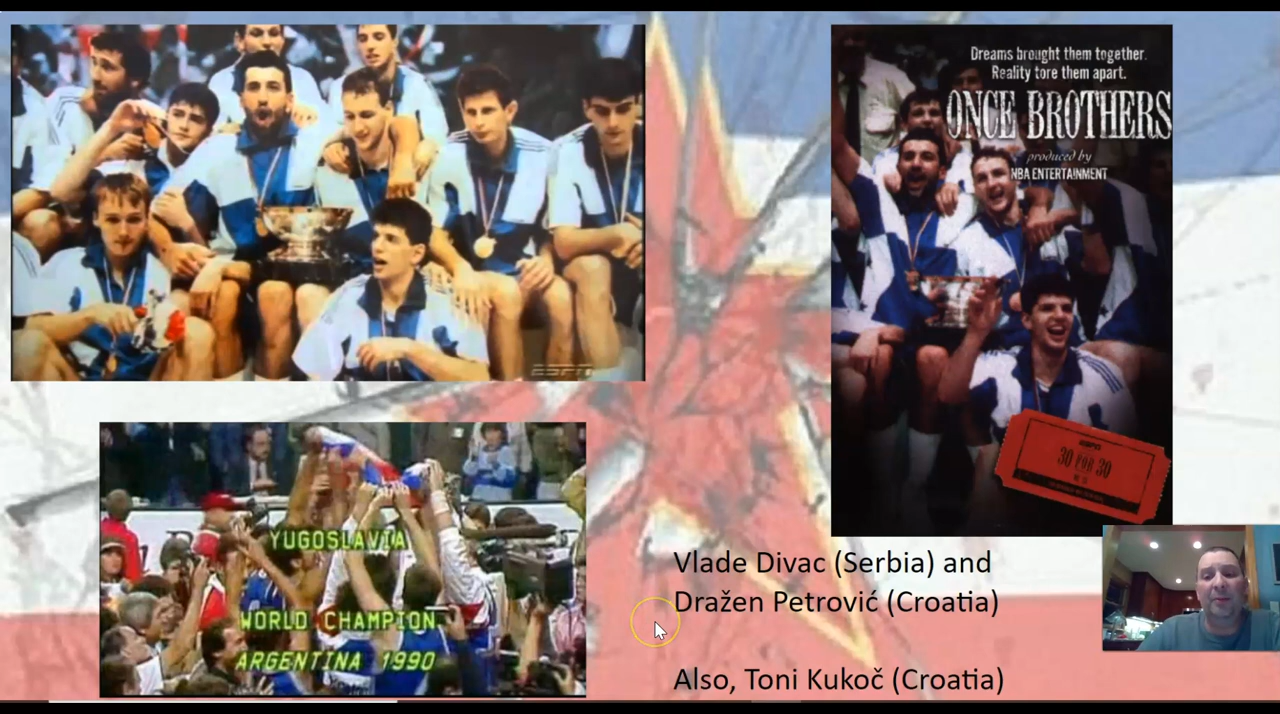 ESPN
Dreams brought them together.
Reality tore them apart.
ONCE BROTHERS
produced by
NBA ENTERTAINMENT
ESPN
30 FOR 30
YUGOSLAVIA
WORLD CHAMPION
ARGENTINA 1990
Vlade Divac (Serbia) and
Dražen Petrović (Croatia)
Also, Toni Kukoč (Croatia)